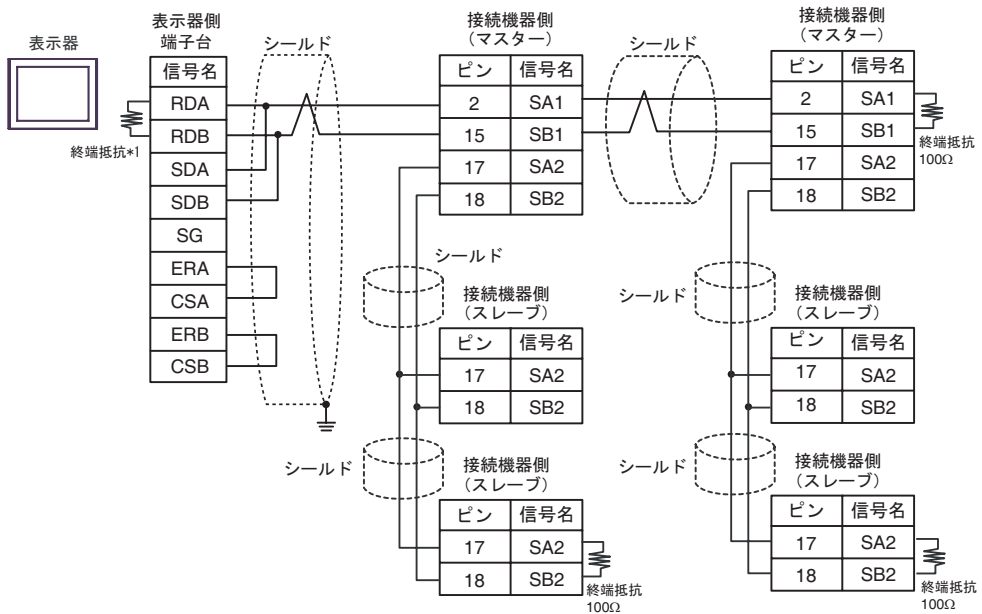 表示器
表示器側
端子台
信号名
RDA
RDB
SDA
SDB
SG
ERA
CSA
ERB
CSB
終端抵抗*1
シールド
接続機器側
（マスター）
ピン 信号名
2 SA1
15 SB1
17 SA2
18 SB2
シールド
接続機器側
（マスター）
ピン 信号名
2 SA1
15 SB1
17 SA2
18 SB2
終端抵抗
100Ω
シールド
接続機器側
（スレーブ）
ピン 信号名
17 SA2
18 SB2
シールド
接続機器側
（スレーブ）
ピン 信号名
17 SA2
18 SB2
シールド
接続機器側
（スレーブ）
ピン 信号名
17 SA2
18 SB2
終端抵抗
100Ω
シールド
接続機器側
（スレーブ）
ピン 信号名
17 SA2
18 SB2
終端抵抗
100Ω